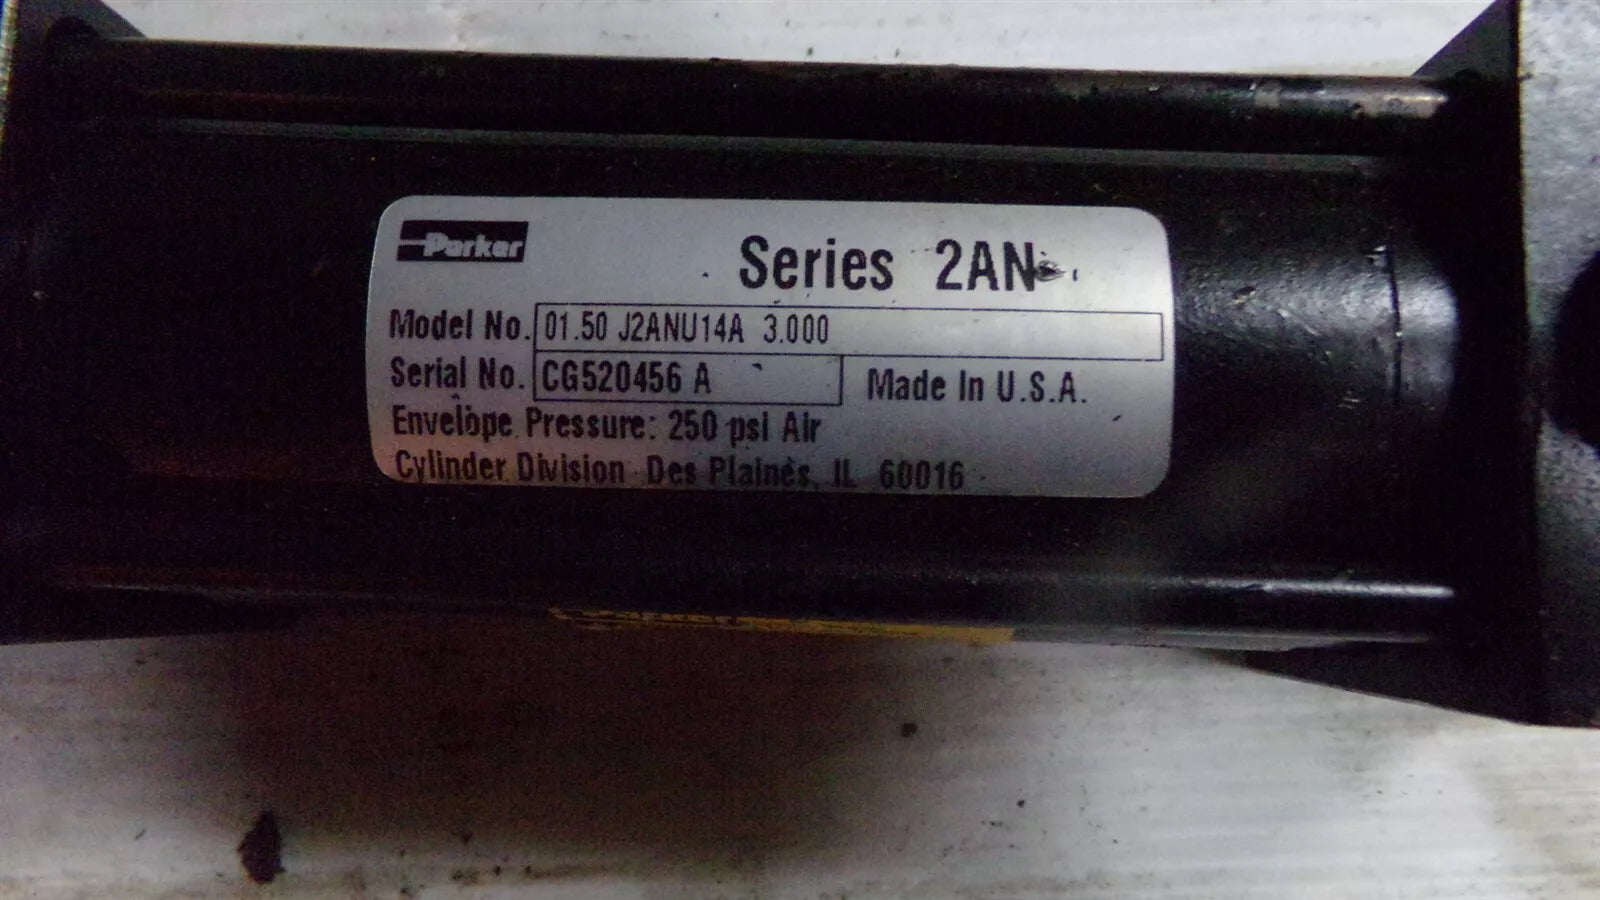 Parker
Series 2AN
Model No. 01.50 J2ANU14A 3.000
Serial No. CG520456 A Made In U.S.A.
Envelope Pressure: 250 psi Air
Cylinder Division Des Plaines, IL 60016